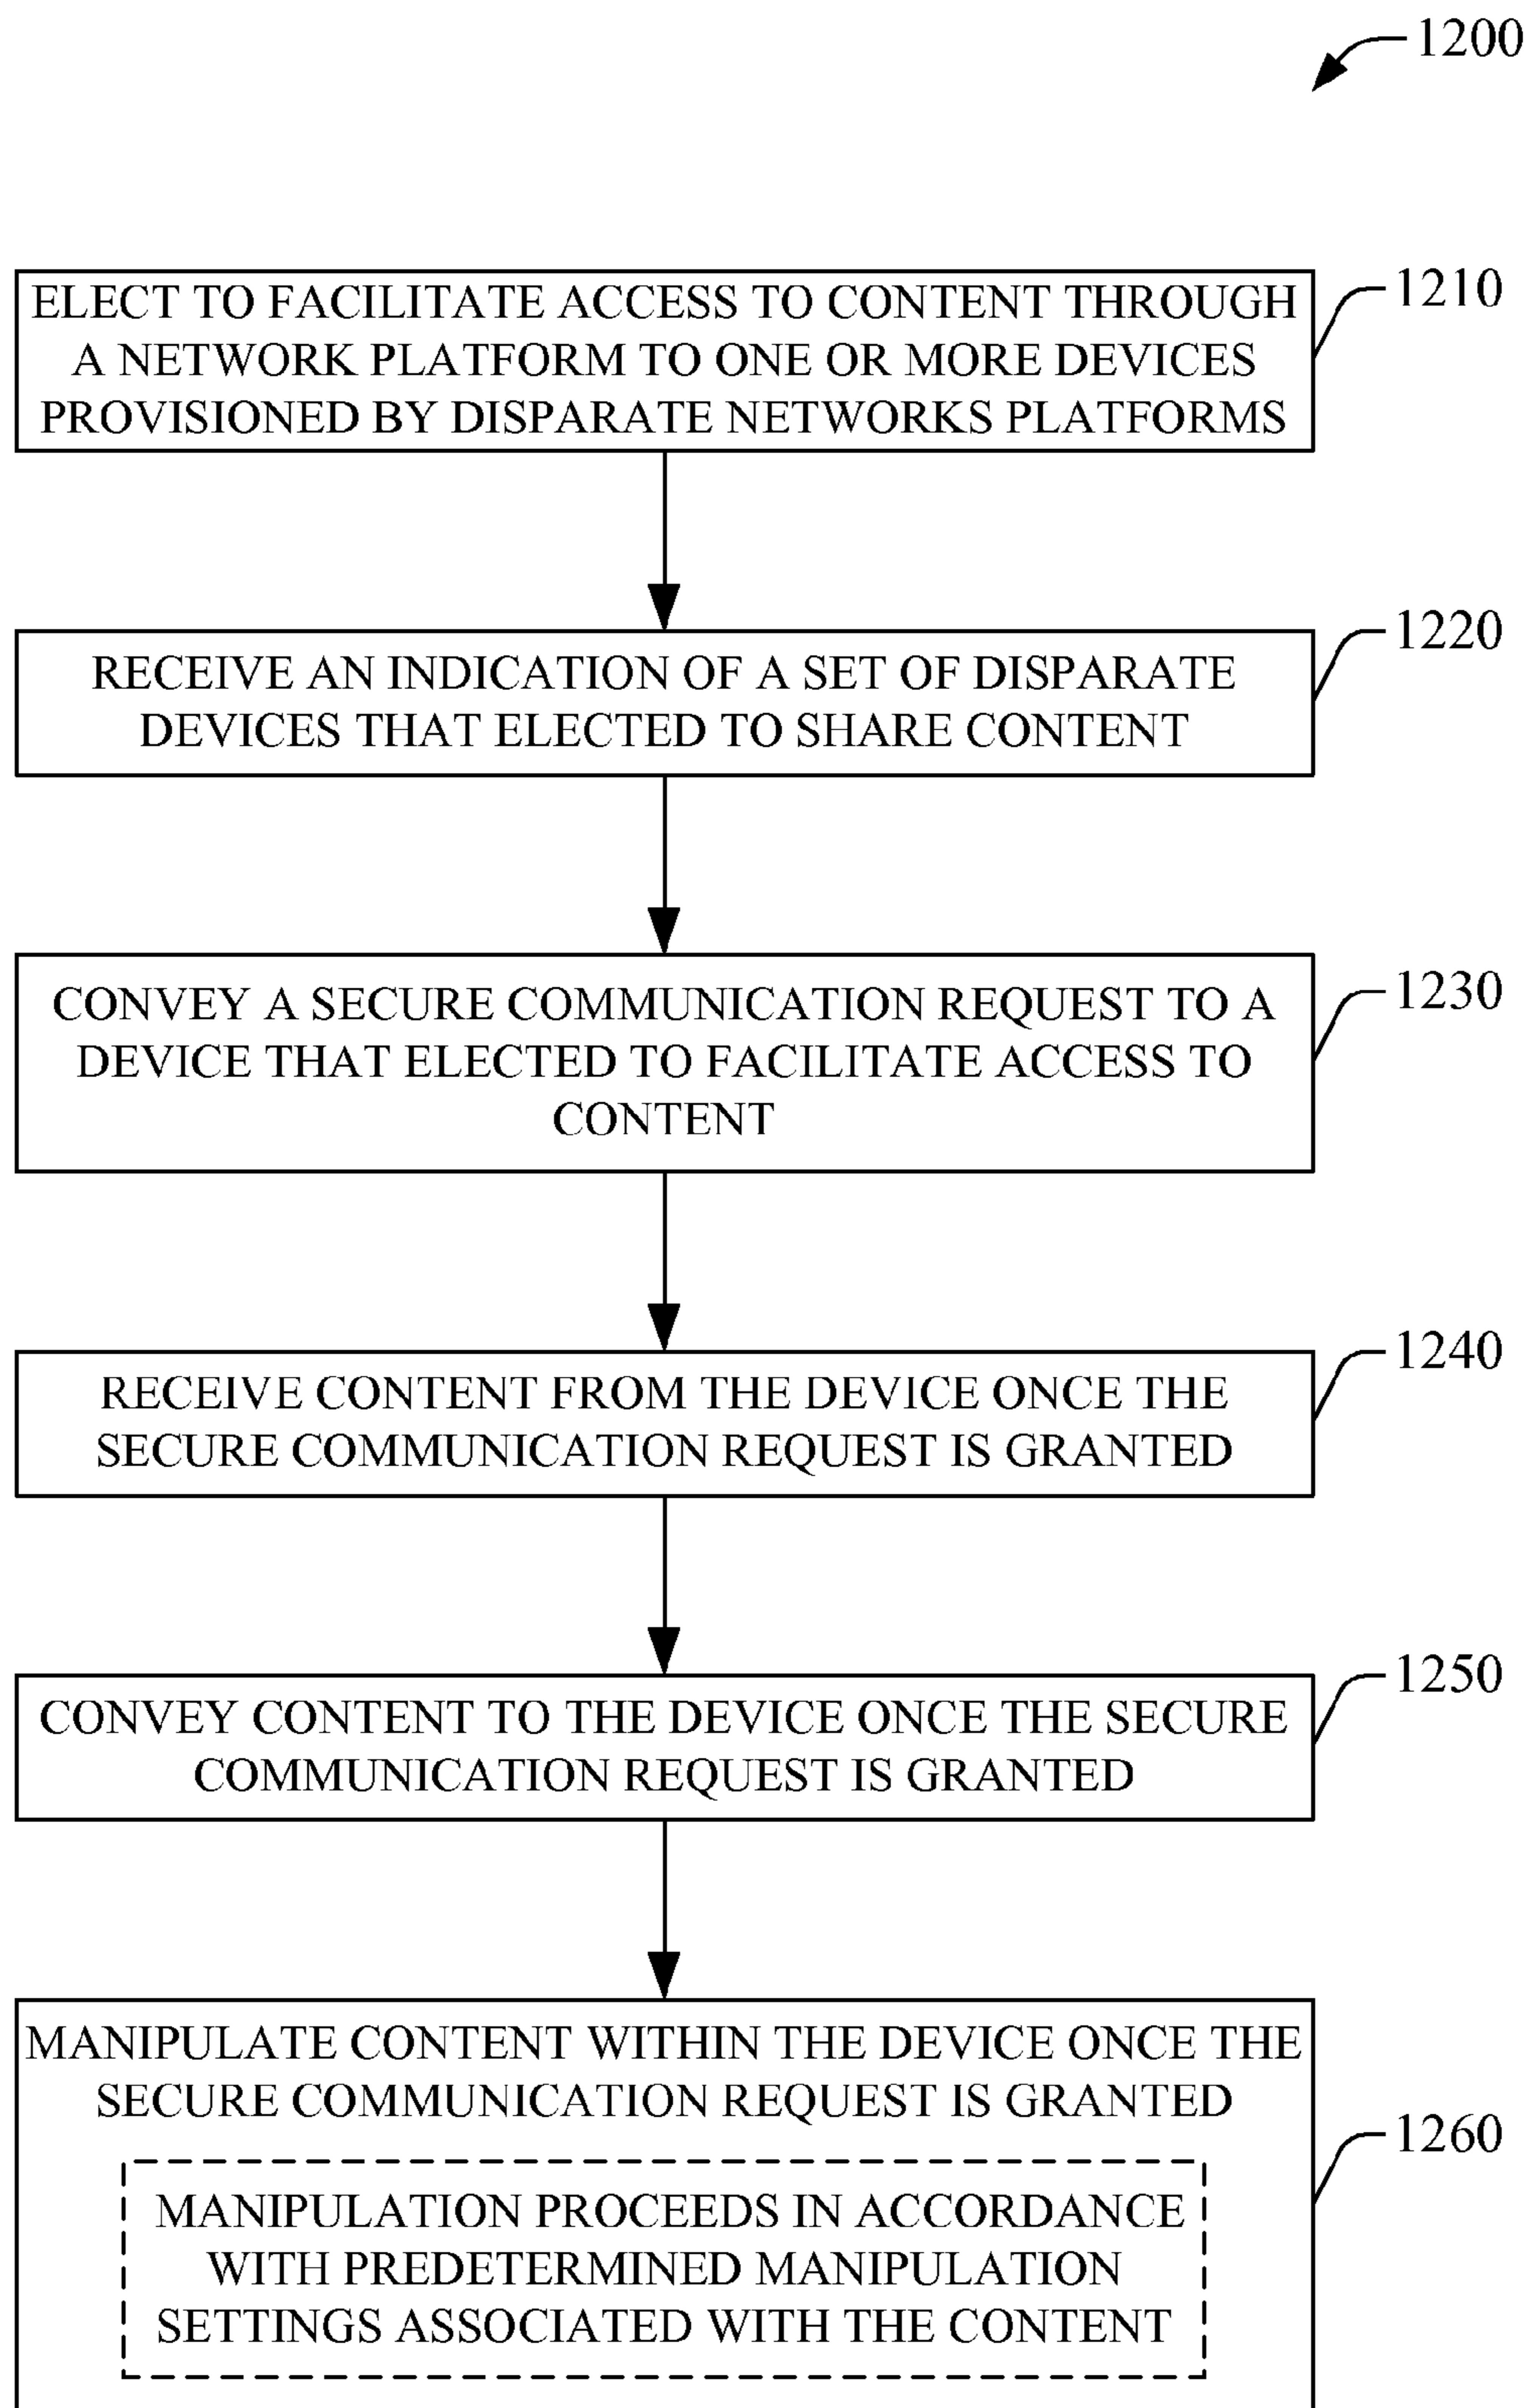 1200
ELECT TO FACILITATE ACCESS TO CONTENT THROUGH
A NETWORK PLATFORM TO ONE OR MORE DEVICES
PROVISIONED BY DISPARATE NETWORKS PLATFORMS
1210
RECEIVE AN INDICATION OF A SET OF DISPARATE
DEVICES THAT ELECTED TO SHARE CONTENT
1220
CONVEY A SECURE COMMUNICATION REQUEST TO A
DEVICE THAT ELECTED TO FACILITATE ACCESS TO
CONTENT
1230
RECEIVE CONTENT FROM THE DEVICE ONCE THE
SECURE COMMUNICATION REQUEST IS GRANTED
1240
CONVEY CONTENT TO THE DEVICE ONCE THE SECURE
COMMUNICATION REQUEST IS GRANTED
1250
MANIPULATE CONTENT WITHIN THE DEVICE ONCE THE
SECURE COMMUNICATION REQUEST IS GRANTED
1260
MANIPULATION PROCEEDS IN ACCORDANCE
WITH PREDETERMINED MANIPULATION
SETTINGS ASSOCIATED WITH THE CONTENT